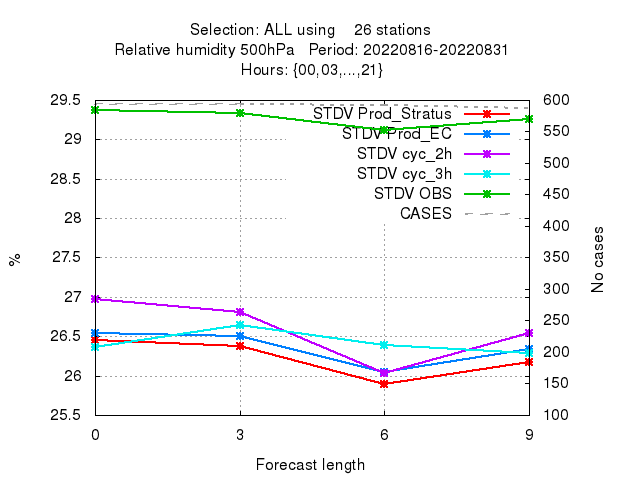 Selection: ALL using    26 stations
Relative humidity 500hPa   Period: 20220816-20220831
Hours: {00,03,...,21}
29.5
29
28.5
28
27.5
27
26.5
26
25.5
%
600
550
500
450
400
350
300
250
200
150
100
No cases
STDV Prod_Stratus
STDV Prod_EC
STDV cyc_2h
STDV cyc_3h
STDV OBS
CASES
0 3 6 9
Forecast length